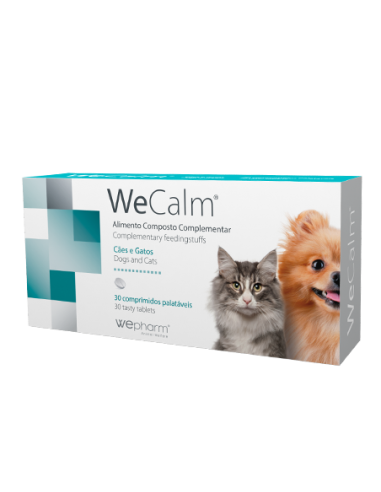 WeCalm®
Alimento Composto Complementar
Complementary feedingstuffs
Cães e Gatos
Dogs and Cats
30 comprimidos palatáveis
30 tasty tablets
wepharm®
WeCalm®